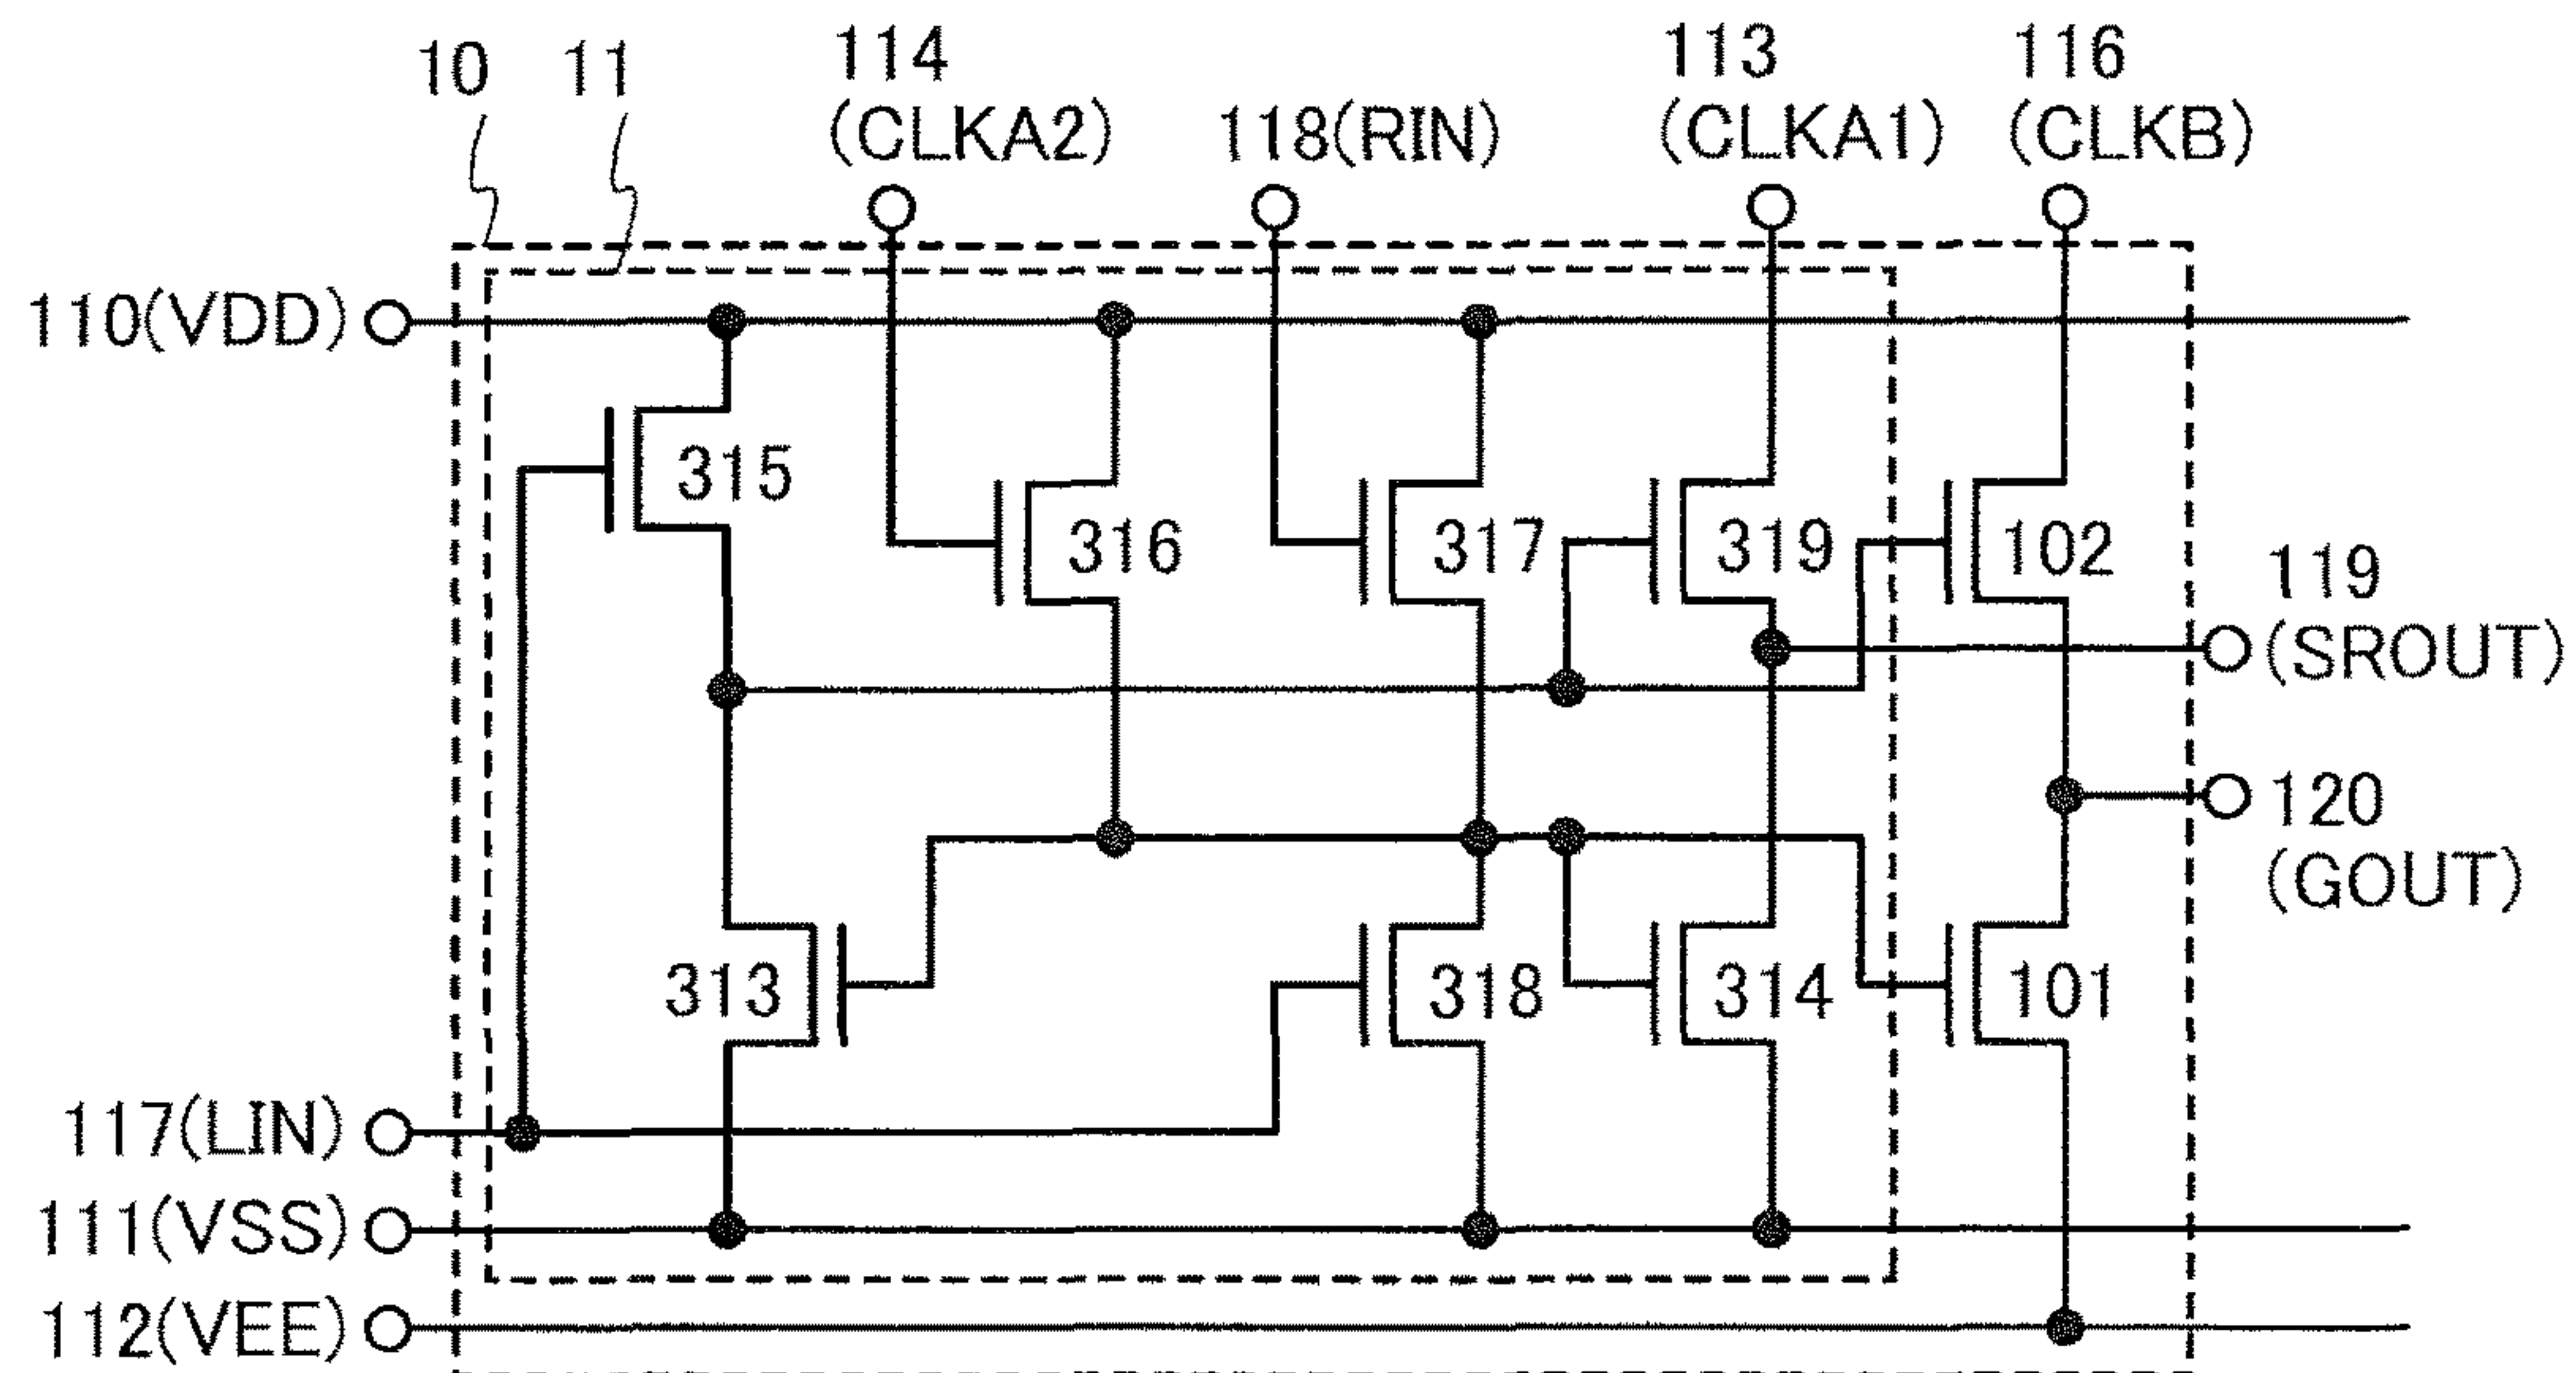 10
11
114
(CLKA2)
118(RIN)
113
(CLKA1)
116
(CLKB)
110(VDD)
315
316
317
319
102
119
(SROUT)
120
(GOUT)
313
318
314
101
117(LIN)
111(VSS)
112(VEE)